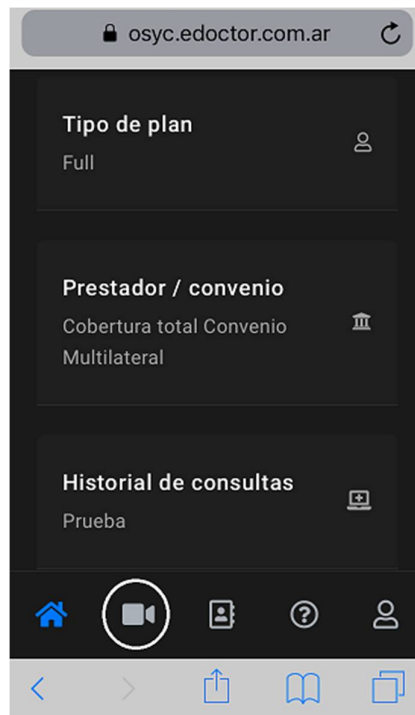 osyc.edoctor.com.ar
Tipo de plan
Full
Prestador / convenio
Cobertura total Convenio
Multilateral
Historial de consultas
Prueba